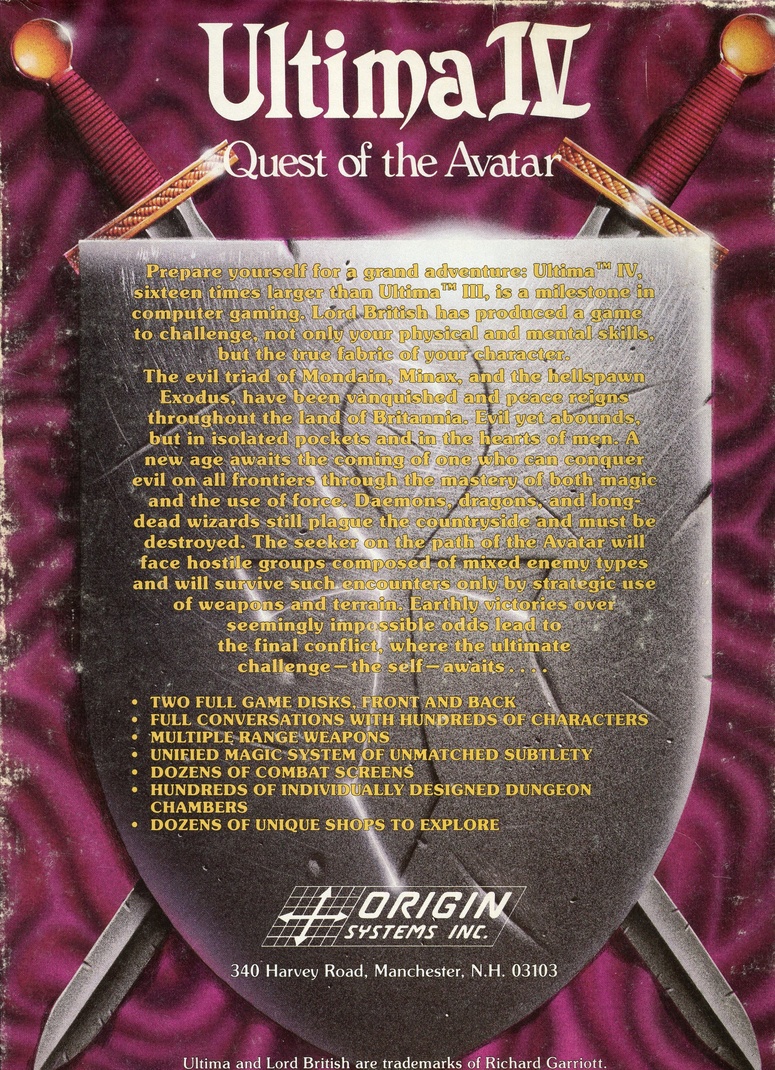 Ultima IV
Quest of the Avatar
Prepare yourself for a grand adventure: Ultima™ IV,
sixteen times larger than Ultima™ III, is a milestone in
computer gaming. Lord British has produced a game
to challenge, not only your physical and mental skills,
but the true fabric of your character.
The evil triad of Mondain, Minax, and the hellspawn
Exodus, have been vanquished and peace reigns
throughout the land of Britannia. Evil yet abounds,
but in isolated pockets and in the hearts of men. A
new age awaits the coming of one who can conquer
evil on all frontiers through the mastery of both magic
and the use of force. Daemons, dragons, and long-
dead wizards still plague the countryside and must be
destroyed. The seeker on the path of the Avatar will
face hostile groups composed of mixed enemy types
and will survive such encounters only by strategic use
of weapons and terrain. Earthly victories over
seemingly impossible odds lead to
the final conflict, where the ultimate
challenge—the self—awaits . . . .
• TWO FULL GAME DISKS, FRONT AND BACK
• FULL CONVERSATIONS WITH HUNDREDS OF CHARACTERS
• MULTIPLE RANGE WEAPONS
• UNIFIED MAGIC SYSTEM OF UNMATCHED SUBTLETY
• DOZENS OF COMBAT SCREENS
• HUNDREDS OF INDIVIDUALLY DESIGNED DUNGEON
CHAMBERS
• DOZENS OF UNIQUE SHOPS TO EXPLORE
ORIGIN
SYSTEMS INC.
340 Harvey Road, Manchester, N.H. 03103
Ultima and Lord British are trademarks of Richard Garriott.